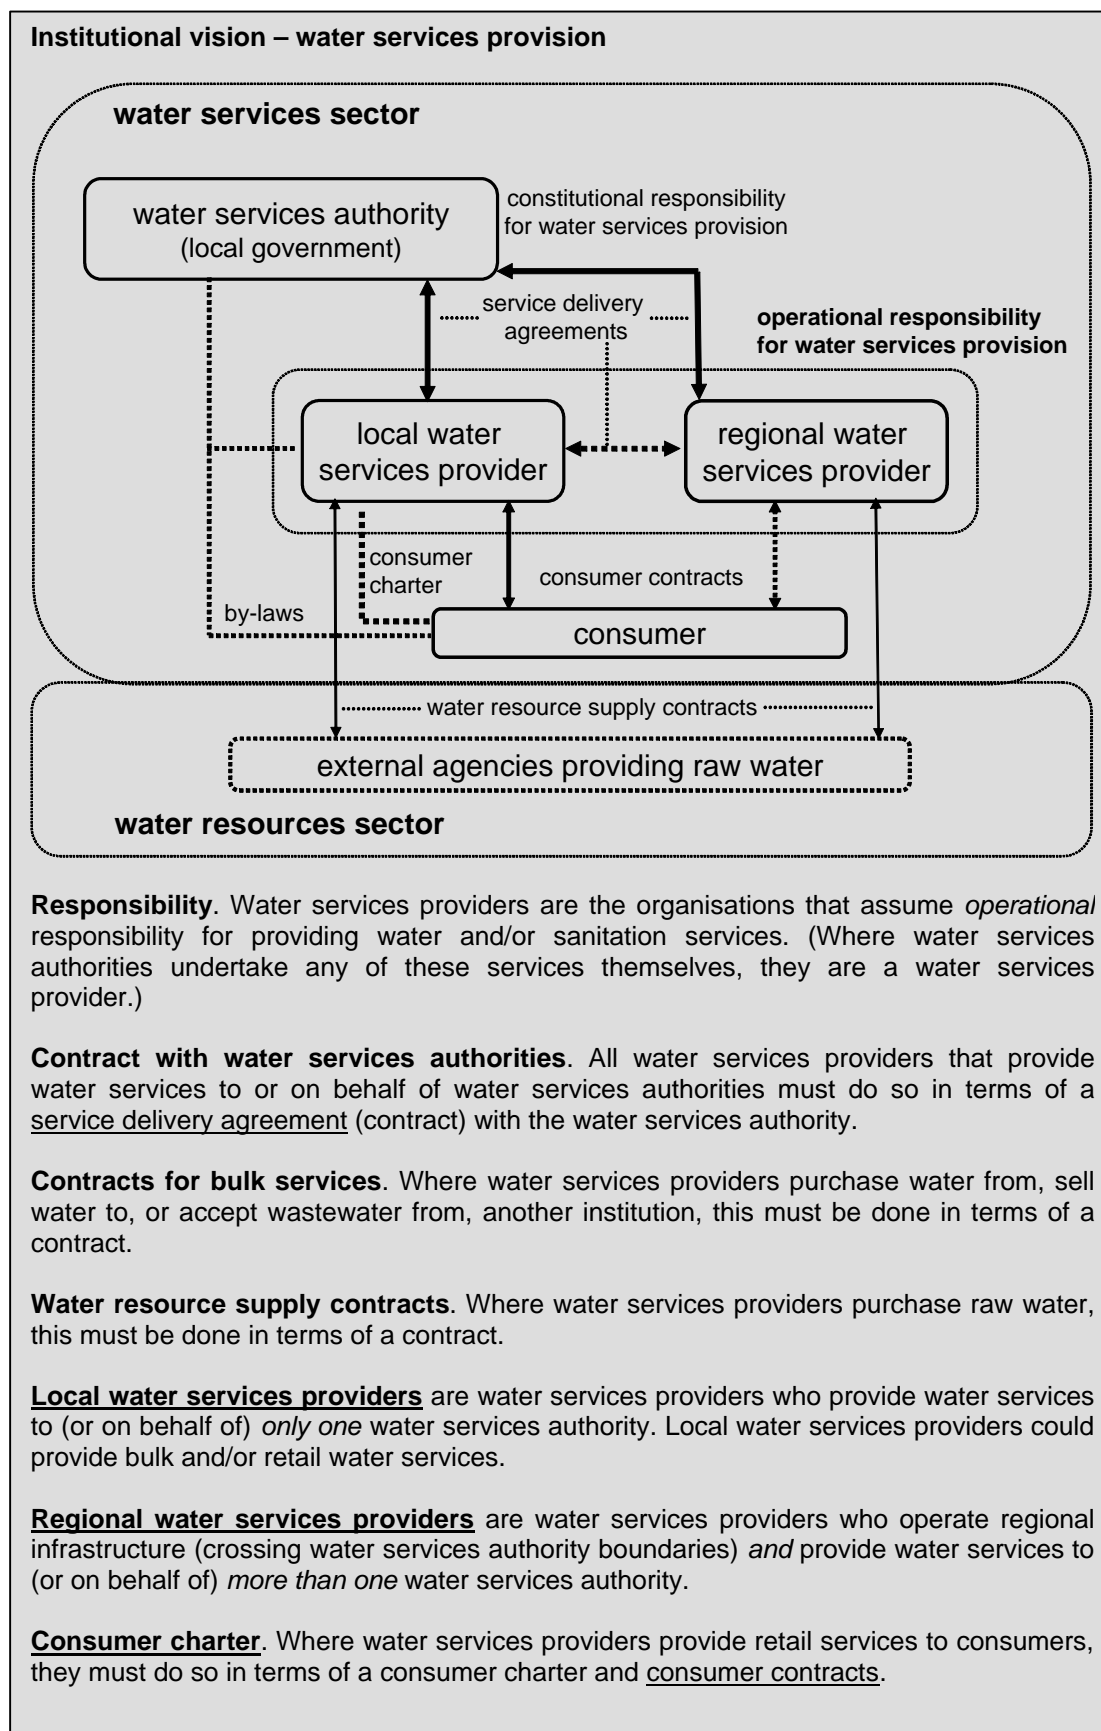 Institutional vision – water services provision
water services sector
water services authority
(local government)
constitutional responsibility
for water services provision
service delivery
agreements
operational responsibility
for water services provision
local water
services provider
regional water
services provider
consumer
charter
consumer contracts
by-laws
consumer
water resource supply contracts
external agencies providing raw water
water resources sector
Responsibility. Water services providers are the organisations that assume operational
responsibility for providing water and/or sanitation services. (Where water services
authorities undertake any of these services themselves, they are a water services
provider.)
Contract with water services authorities. All water services providers that provide
water services to or on behalf of water services authorities must do so in terms of a
service delivery agreement (contract) with the water services authority.
Contracts for bulk services. Where water services providers purchase water from, sell
water to, or accept wastewater from, another institution, this must be done in terms of a
contract.
Water resource supply contracts. Where water services providers purchase raw water,
this must be done in terms of a contract.
Local water services providers are water services providers who provide water services
to (or on behalf of) only one water services authority. Local water services providers could
provide bulk and/or retail water services.
Regional water services providers are water services providers who operate regional
infrastructure (crossing water services authority boundaries) and provide water services to
(or on behalf of) more than one water services authority.
Consumer charter. Where water services providers provide retail services to consumers,
they must do so in terms of a consumer charter and consumer contracts.